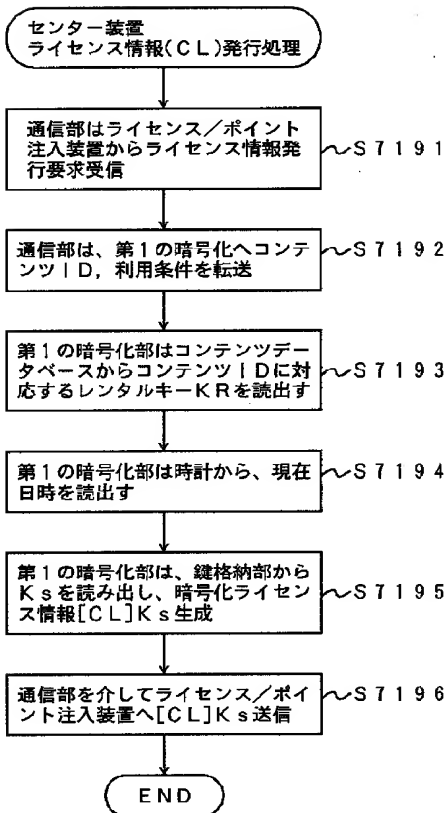 センター装置
ライセンス情報(CL)発行処理
通信部はライセンス／ポイント
注入装置からライセンス情報発
行要求受信
S7191
通信部は、第1の暗号化へコンテ
ンツID，利用条件を転送
S7192
第1の暗号化部はコンテンツデー
タベースからコンテンツIDに対
応するレンタルキーKRを読出す
S7193
第1の暗号化部は時計から、現在
日時を読出す
S7194
第1の暗号化部は、鍵格納部から
Ksを読み出し、暗号化ライセン
ス情報[CL]Ks生成
S7195
通信部を介してライセンス／ポイ
ント注入装置へ[CL]Ks送信
S7196
END